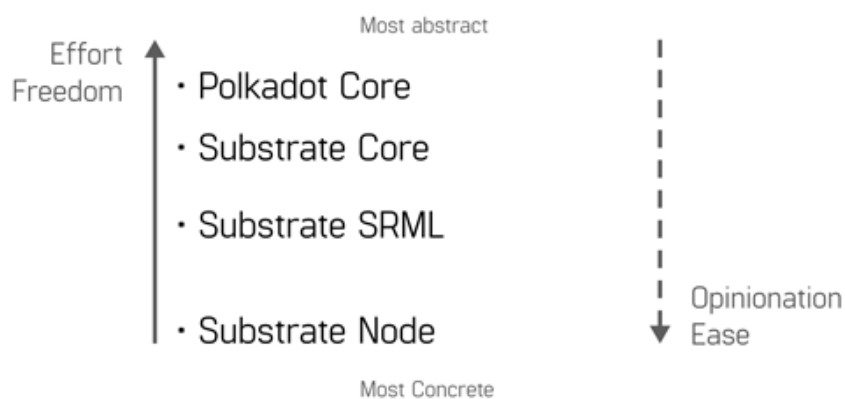 Most abstract
Effort
Freedom
· Polkadot Core
· Substrate Core
· Substrate SRML
· Substrate Node
Opinionation
Ease
Most Concrete